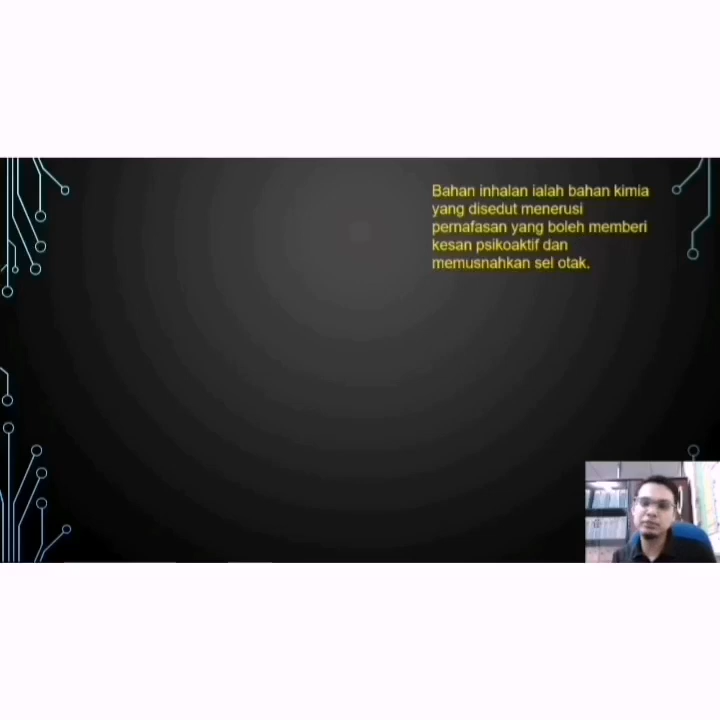 Bahan inhalan ialah bahan kimia
yang disedut menerusi
pernafasan yang boleh memberi
kesan psikoaktif dan
memusnahkan sel otak.